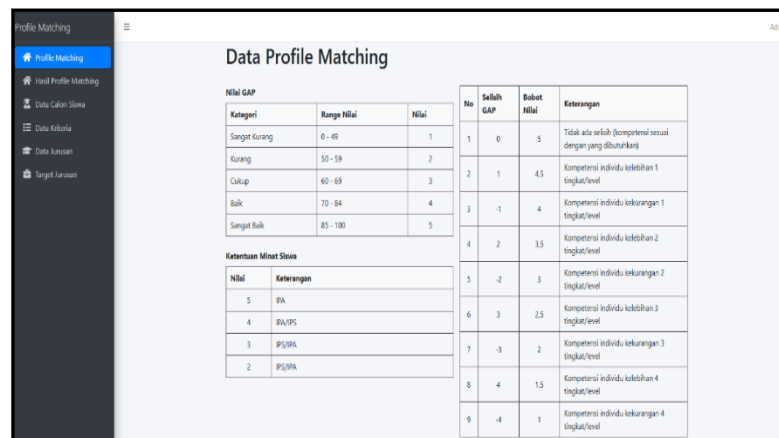 Profile Matching
Ad
Profile Matching
Hasil Profile Matching
Data Calon Siswa
Data Kriteria
Data Jurusan
Target Jurusan
Data Profile Matching
Nilai GAP
Kategori Range Nilai Nilai
Sangat Kurang 0 - 49 1
Kurang 50 - 59 2
Cukup 60 - 69 3
Baik 70 - 84 4
Sangat Baik 85 - 100 5
Ketentuan Minat Siswa
Nilai Keterangan
5 IPA
4 IPA/IPS
3 IPS/IPA
2 IPS/IPA
No Selisih GAP Bobot Nilai Keterangan
1 0 5 Tidak ada selisih (kompetensi sesuai
dengan yang dibutuhkan)
2 1 4,5 Kompetensi individu kelebihan 1
tingkat/level
3 -1 4 Kompetensi individu kekurangan 1
tingkat/level
4 2 3,5 Kompetensi individu kelebihan 2
tingkat/level
5 -2 3 Kompetensi individu kekurangan 2
tingkat/level
6 3 2,5 Kompetensi individu kelebihan 3
tingkat/level
7 -3 2 Kompetensi individu kekurangan 3
tingkat/level
8 4 1,5 Kompetensi individu kelebihan 4
tingkat/level
9 -4 1 Kompetensi individu kekurangan 4
tingkat/level